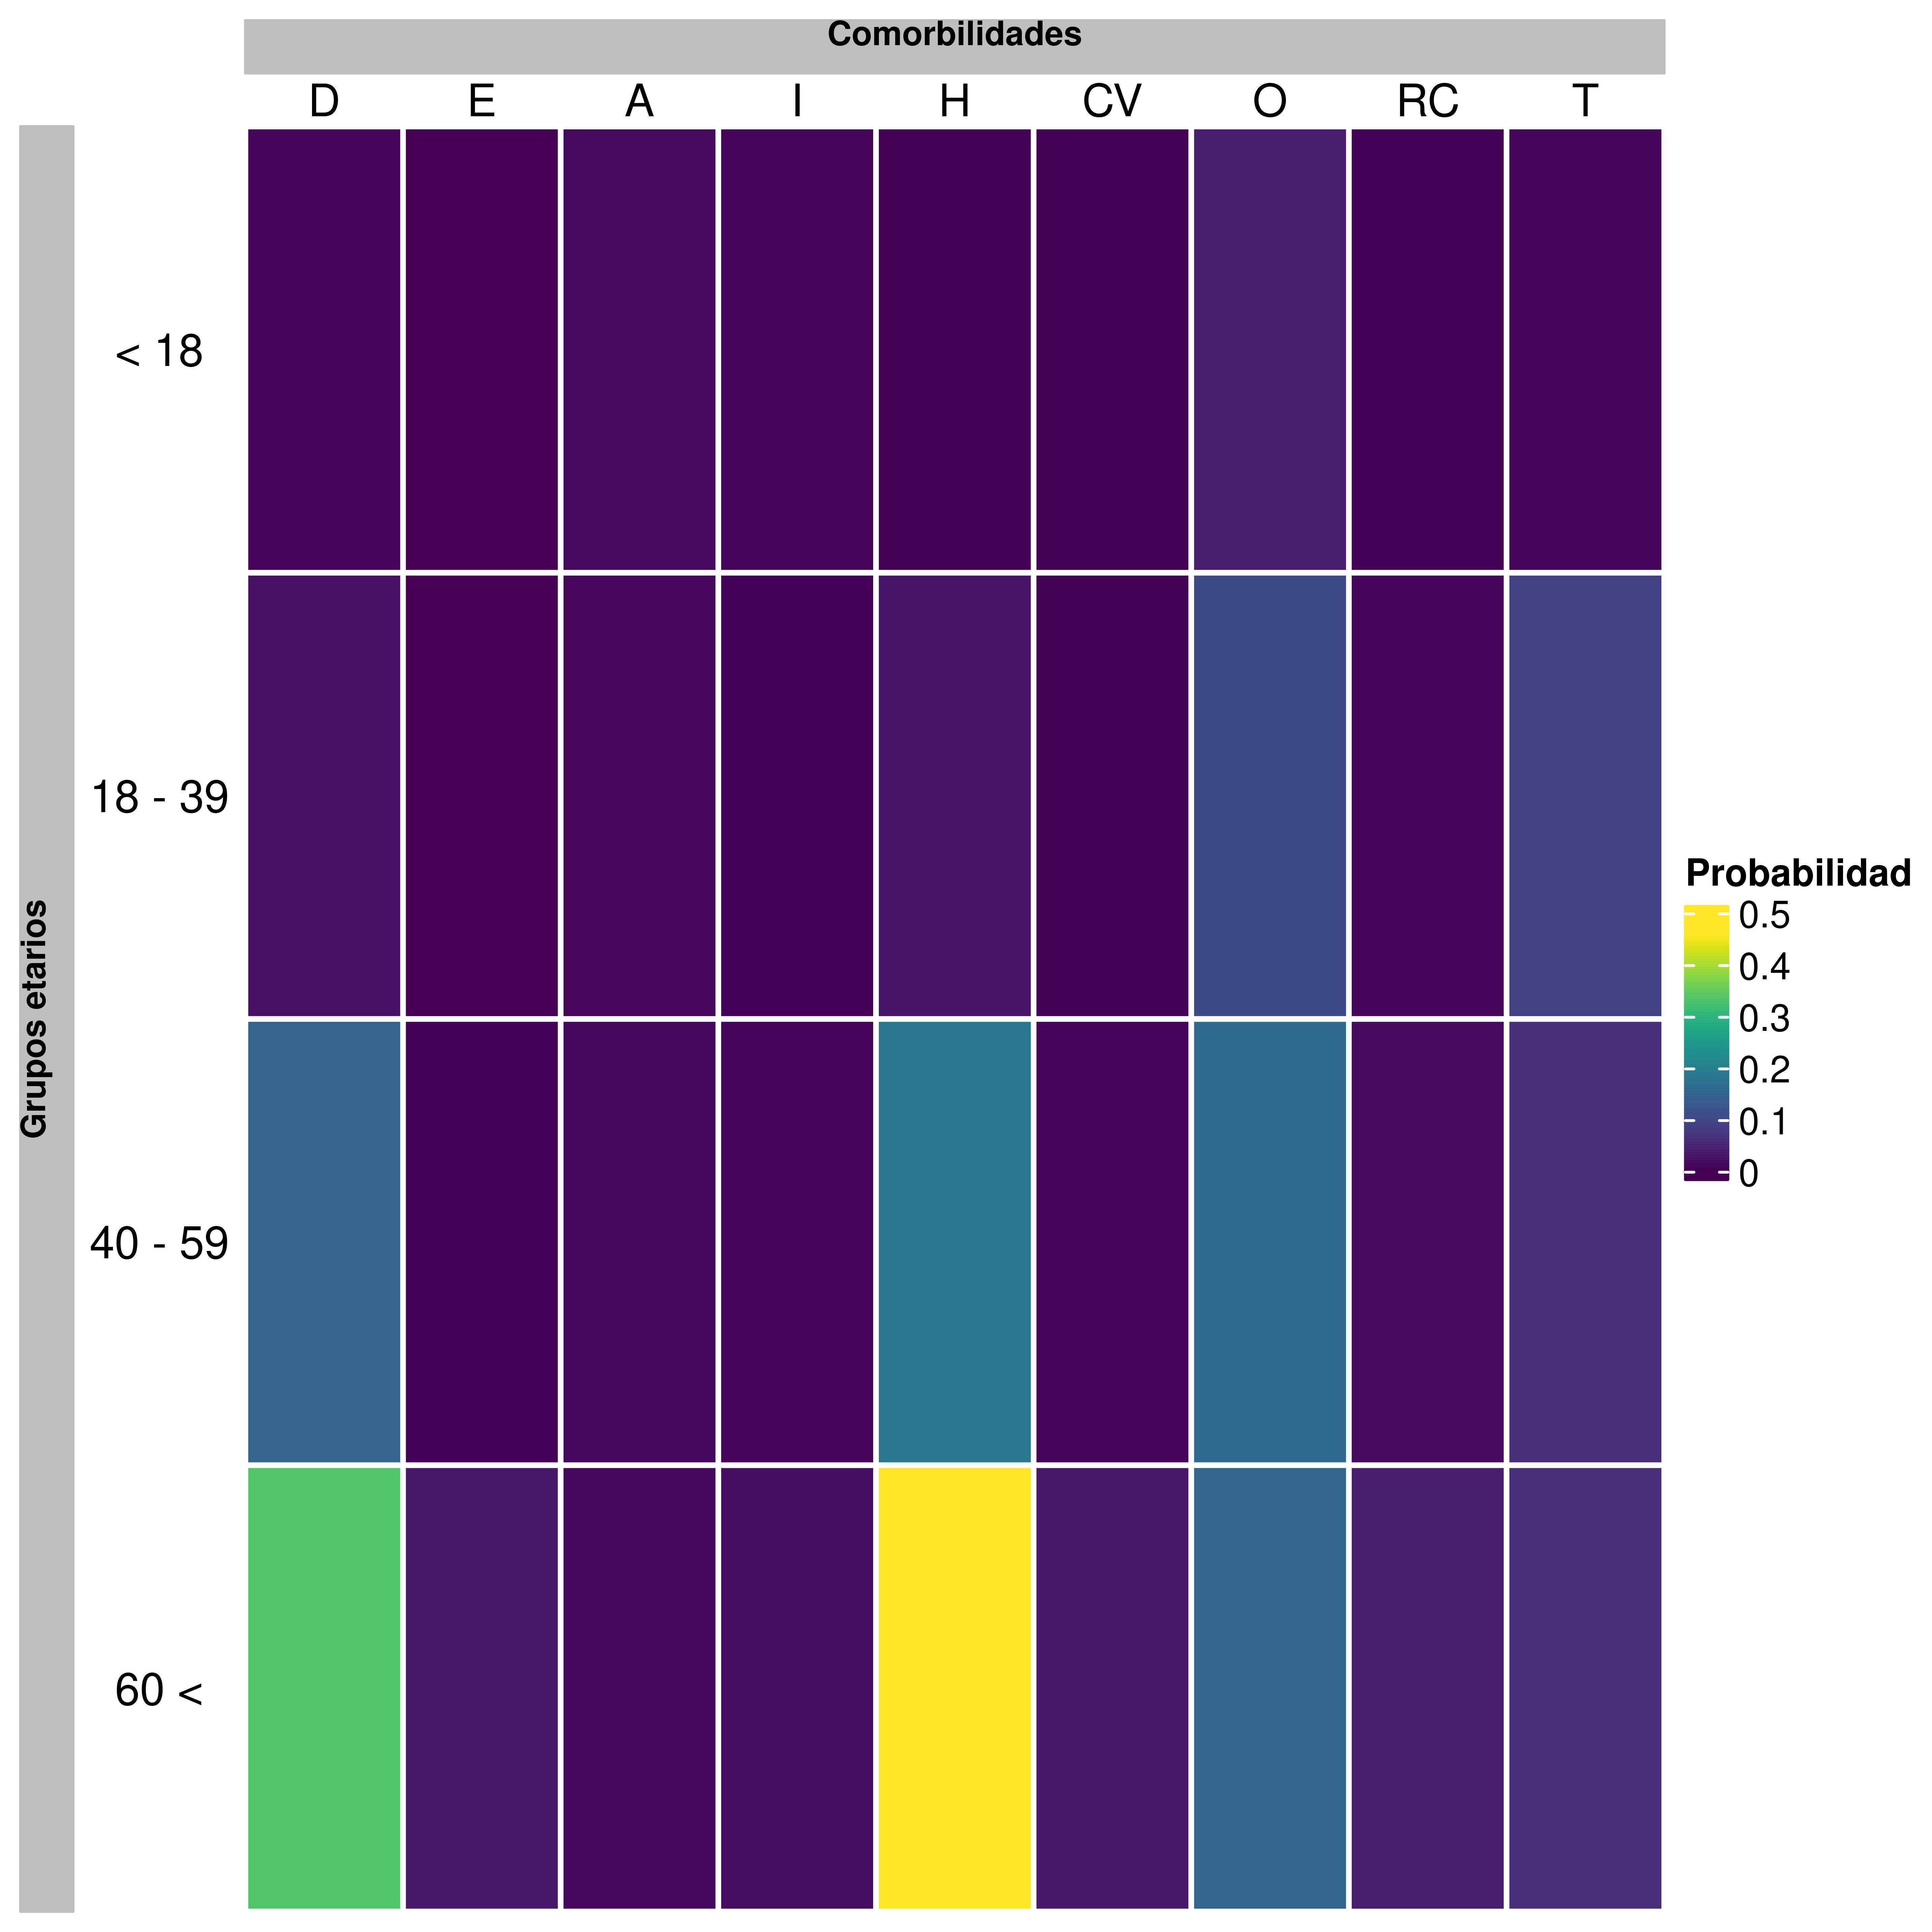 Comorbilidades
D E A I H CV O RC T
Grupos etarios
< 18
18 - 39
40 - 59
60 <
Probabilidad
0.5
0.4
0.3
0.2
0.1
0